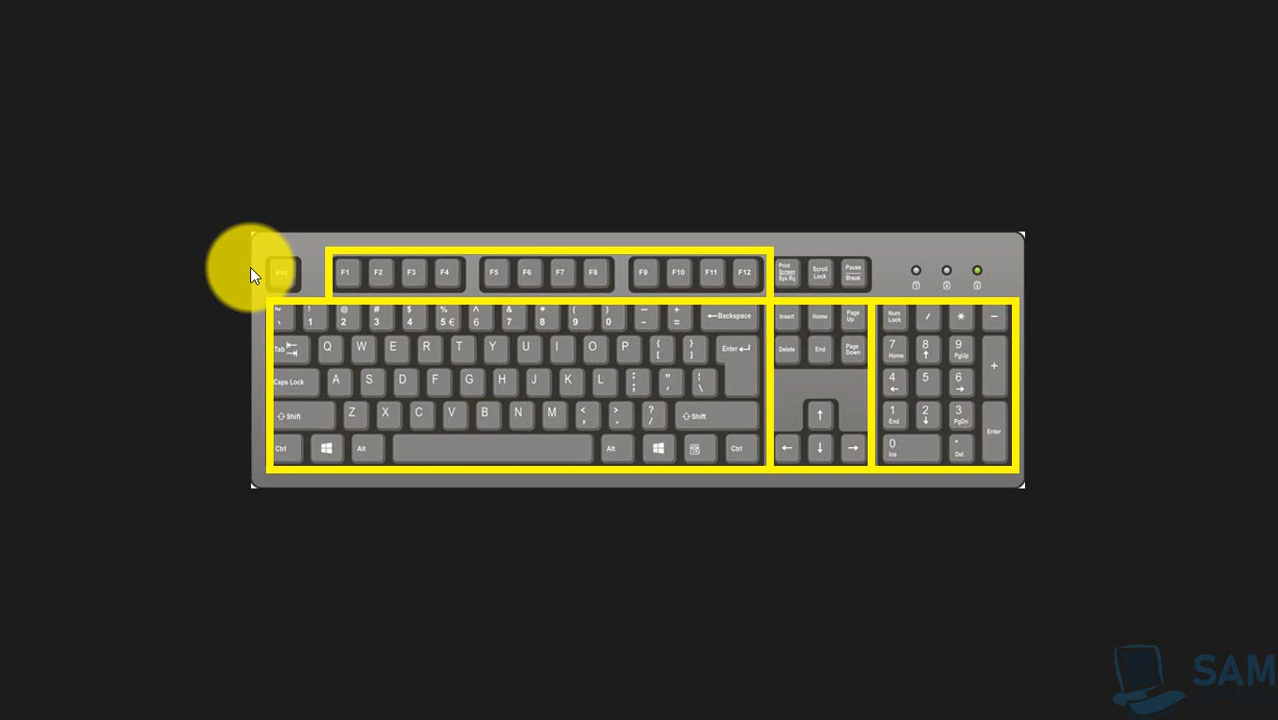 Esc F1 F2 F3 F4 F5 F6 F7 F8 F9 F10 F11 F12 Print Screen Sys Rq Scroll Lock Pause Break
~ ` ! 1 @ 2 # 3 $ 4 % 5 € ^ 6 & 7 * 8 ( 9 ) 0 — - + = ←Backspace Insert Home Page Up Num Lock / * −
Tab Q W E R T Y U I O P { [ } ] Enter Delete End Page Down 7 Home 8 ↑ 9 PgUp +
Caps Lock A S D F G H J K L : ; " ' | \ 4 ← 5 6 →
⇧Shift Z X C V B N M < , > . ? / ⇧Shift ↑ 1 End 2 ↓ 3 PgDn Enter
Ctrl Alt Alt Ctrl ← ↓ → 0 Ins . Del
SAM